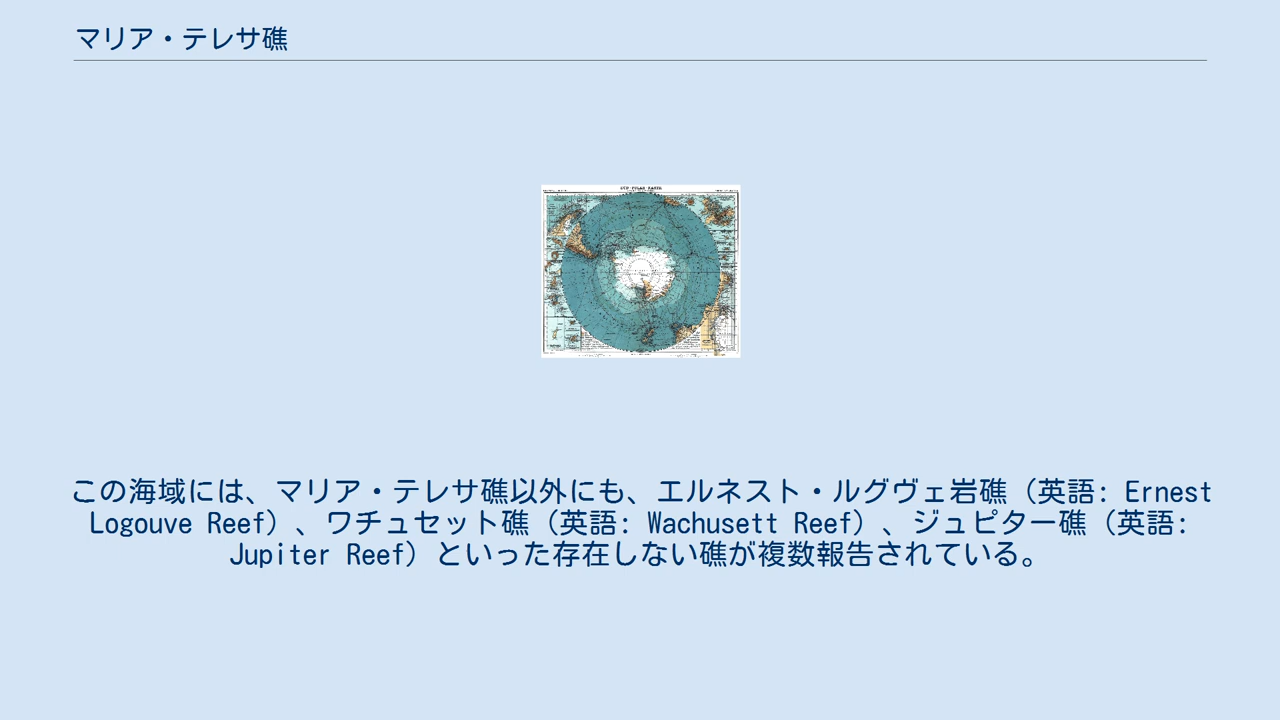 マリア・テレサ礁
この海域には、マリア・テレサ礁以外にも、エルネスト・ルグヴェ岩礁（英語: Ernest
Logouve Reef）、ワチュセット礁（英語: Wachusett Reef）、ジュピター礁（英語:
Jupiter Reef）といった存在しない礁が複数報告されている。